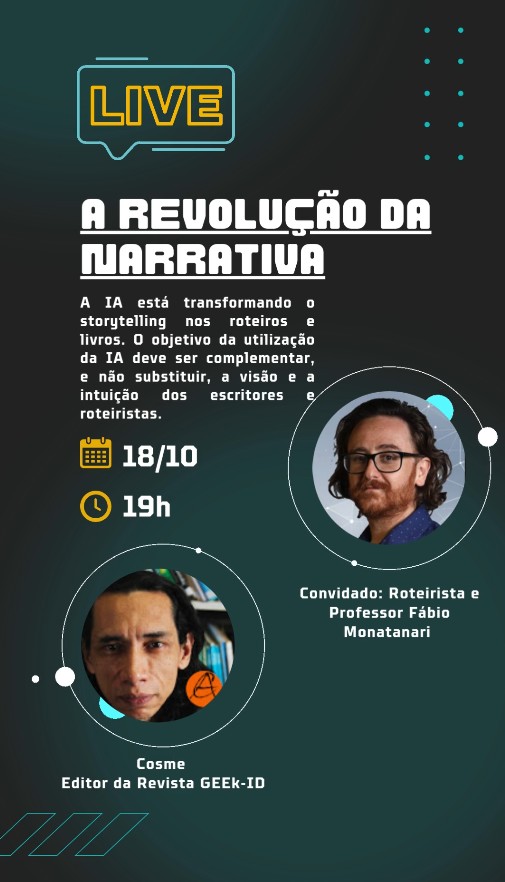 LIVE
A REVOLUÇÃO DA
NARRATIVA
A IA está transformando o
storytelling nos roteiros e
livros. O objetivo da utilização
da IA deve ser complementar,
e não substituir, a visão e a
intuição dos escritores e
roteiristas.
18/10
19h
Convidado: Roteirista e
Professor Fábio
Monatanari
Cosme
Editor da Revista GEEk-ID